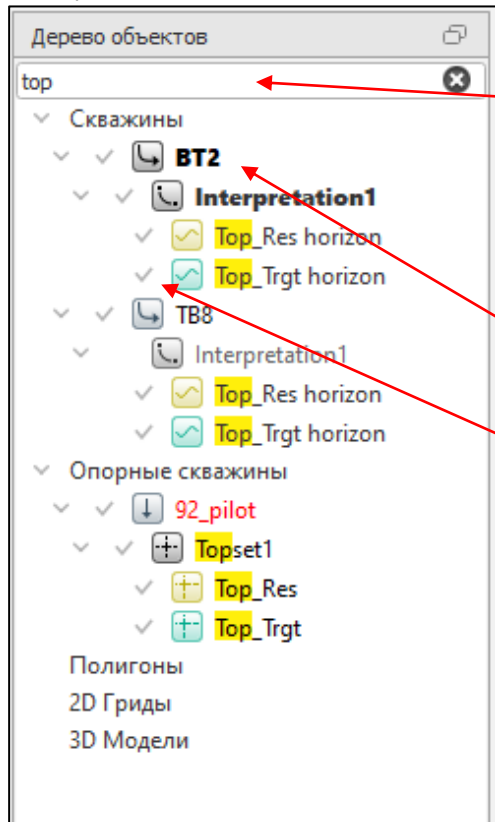 Дерево объектов
top
Скважины
BT2
Interpretation1
Top_Res horizon
Top_Trgt horizon
TB8
Interpretation1
Top_Res horizon
Top_Trgt horizon
Опорные скважины
92_pilot
Topset1
Top_Res
Top_Trgt
Полигоны
2D Гриды
3D Модели